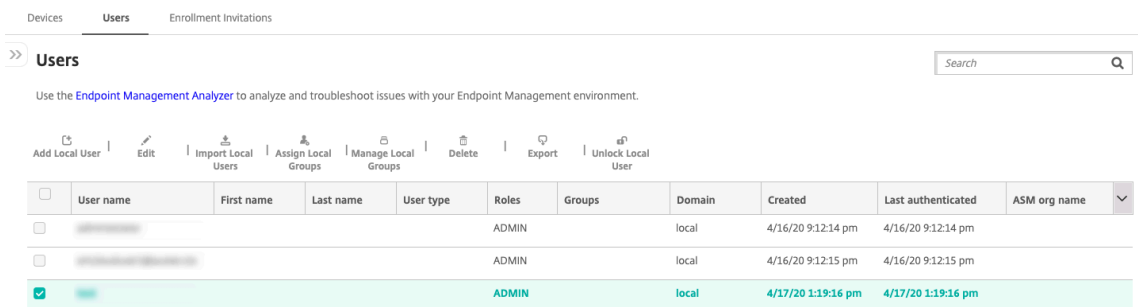 Devices Users Enrollment Invitations
Users
Search
Use the Endpoint Management Analyzer to analyze and troubleshoot issues with your Endpoint Management environment.
Add Local User | Edit | Import Local Users | Assign Local Groups | Manage Local Groups | Delete | Export | Unlock Local User
User name First name Last name User type Roles Groups Domain Created Last authenticated ASM org name
ADMIN local 4/16/20 9:12:14 pm 4/16/20 9:12:14 pm
ADMIN local 4/16/20 9:12:15 pm 4/16/20 9:12:15 pm
ADMIN local 4/17/20 1:19:16 pm 4/17/20 1:19:16 pm